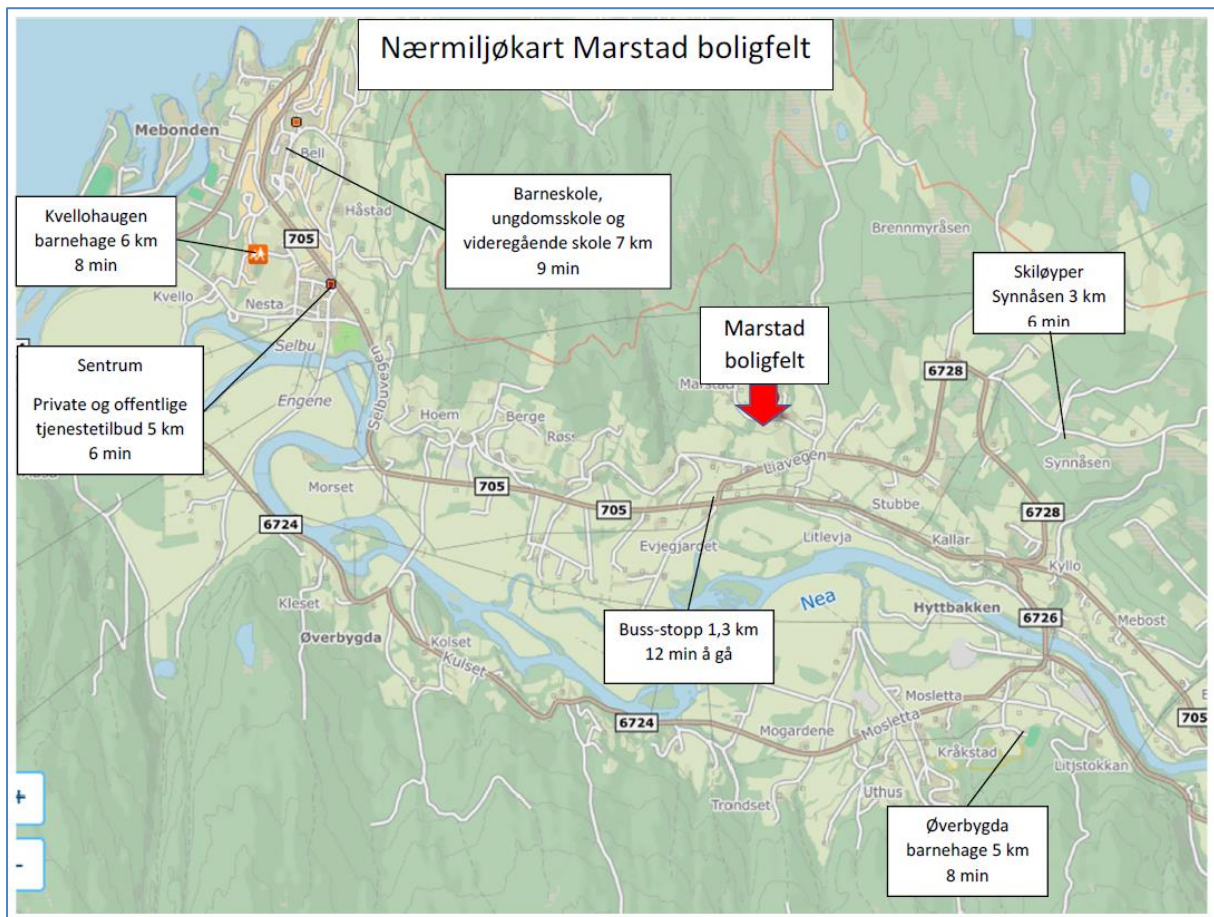 Nærmiljøkart Marstad boligfelt
Mebonden
Bell
Håstad
Barneskole,
ungdomsskole og
videregående skole 7 km
9 min
Kvellohaugen
barnehage 6 km
8 min
705
Brennmyråsen
Skiløyper
Synnåsen 3 km
6 min
Kvello
Nesta
Selbu
Marstad
boligfelt
Marstad
6728
Sentrum
Private og offentlige
tjenestetilbud 5 km
6 min
Engene
Selbuvegen
Hoem
Berge
Røss
Liavegen
Synnåsen
Morset
705
705
Stubbe
6728
6724
Evjegjardet
Litlevja
Kallar
Kyllo
Nea
Hyttbakken
6726
Mebost
Kleset
Øverbygda
Kolset
Kulset
Buss-stopp 1,3 km
12 min å gå
6724
Mogardene
Mosletta
Mosletta
705
Kråkstad
Litjstokkan
Uthus
Trondset
Øverbygda
barnehage 5 km
8 min
+
-